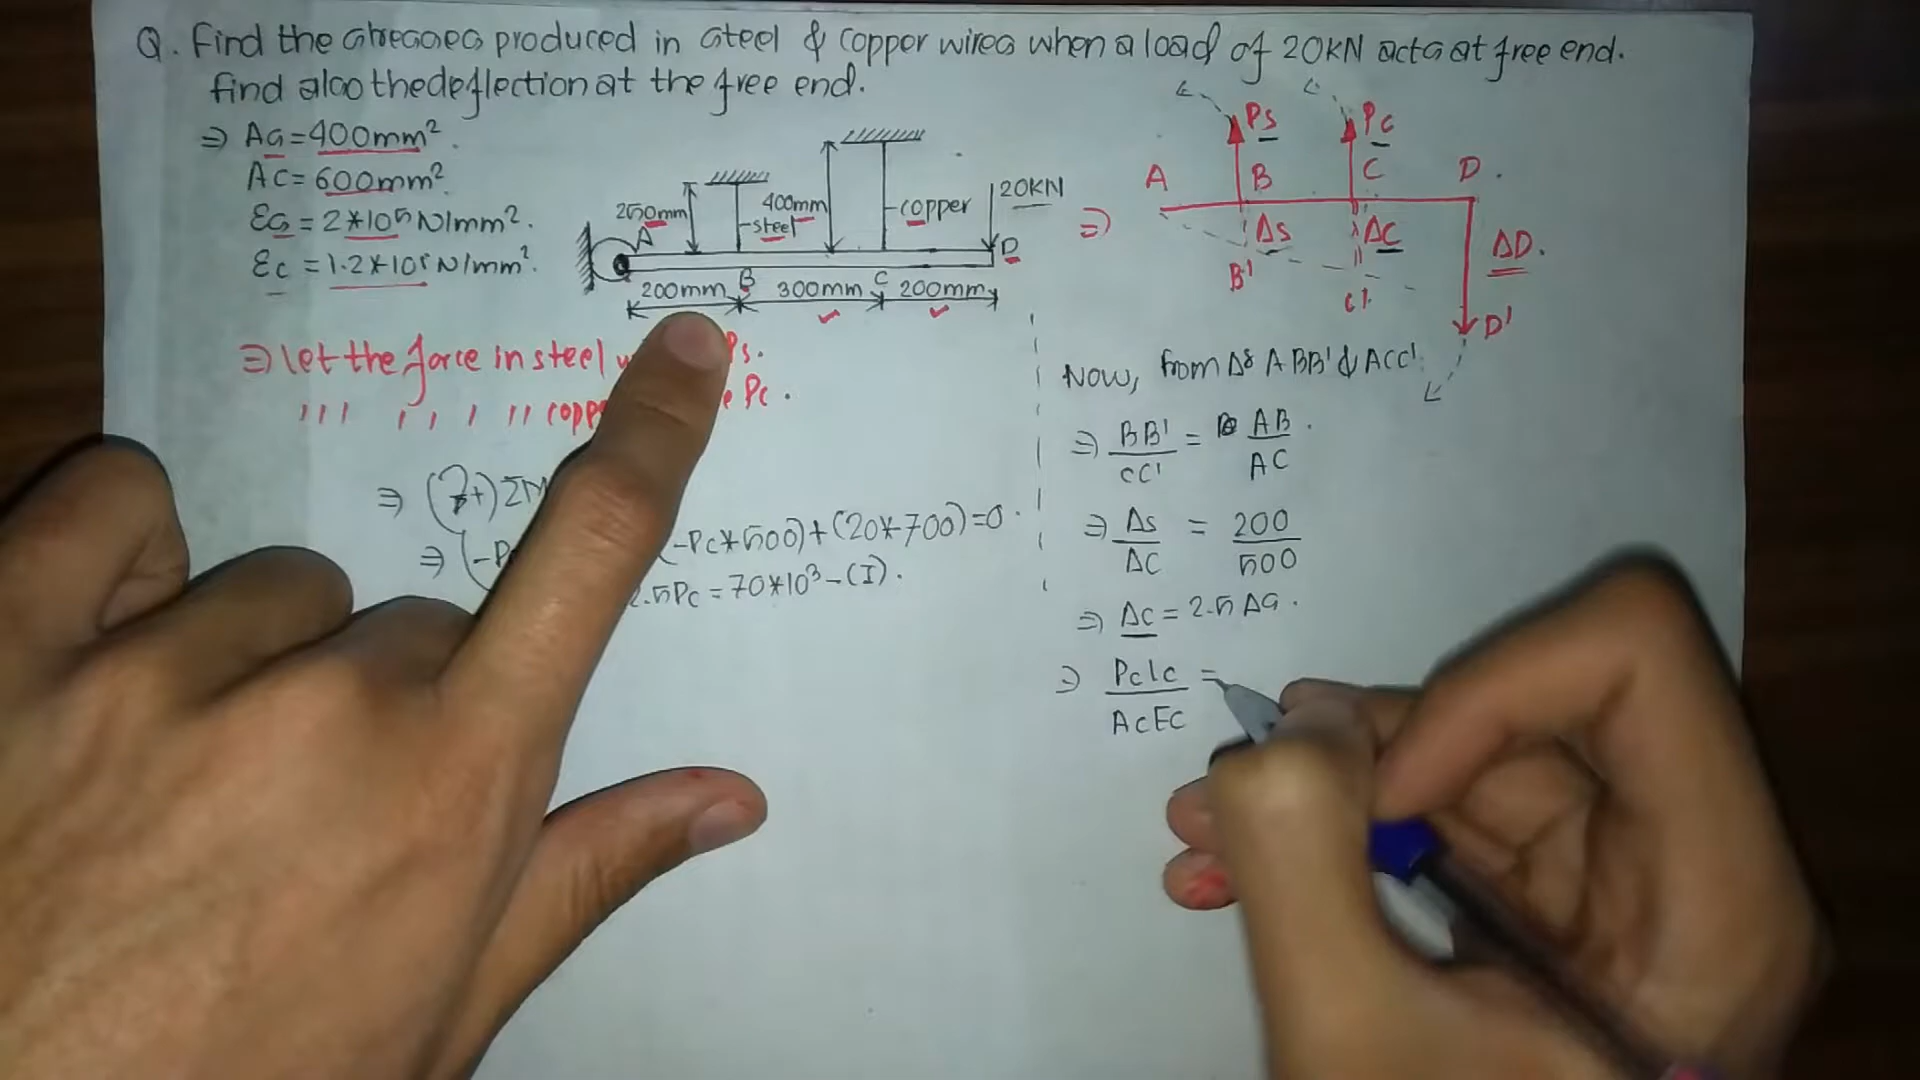 Q. Find the stresses produced in steel & copper wires when a load of 20KN acts at free end.
find also the deflection at the free end.
⇒ As = 400mm².
Ac = 600mm².
Es = 2*10⁵ N/mm².
Ec = 1.2*10⁵ N/mm².
250mm
steel
400mm
copper
20KN
A
B
C
D
200mm
300mm
200mm
⇒
Ps
Pc
A
B
C
D.
Δs
Δc
ΔD.
B'
C'
D'
⇒ let the force in steel Ps.
''' ' ' ' '' Pc.
⇒ (+) ΣM
⇒ (-P (-Pc*500)+(20*700)=0.
2.5Pc = 70*10³ -(I).
Now, from Δs ABB' & ACC'
⇒ BB'/CC' = AB/AC.
⇒ Δs/Δc = 200/500
⇒ Δc = 2.5Δs.
⇒ Pclc/AcEc =